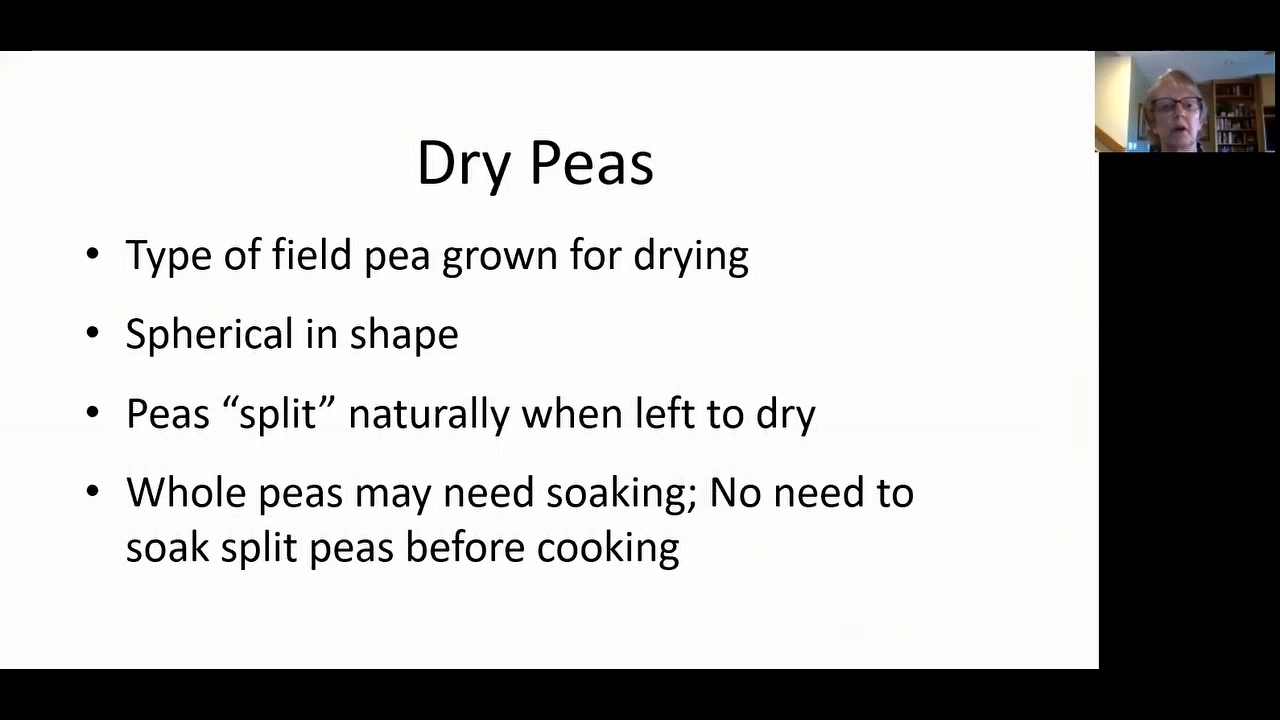 Dry Peas
• Type of field pea grown for drying
• Spherical in shape
• Peas “split” naturally when left to dry
• Whole peas may need soaking; No need to
soak split peas before cooking